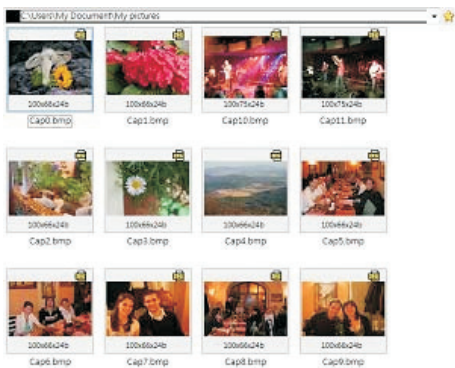 C:\Users\My Document\My pictures
100x66x24b 100x66x24b 100x75x24b 100x75x24b
Cap0.bmp Cap1.bmp Cap10.bmp Cap11.bmp
100x66x24b 100x66x24b 100x66x24b 100x66x24b
Cap2.bmp Cap3.bmp Cap4.bmp Cap5.bmp
100x66x24b 100x66x24b 100x66x24b 100x66x24b
Cap6.bmp Cap7.bmp Cap8.bmp Cap9.bmp